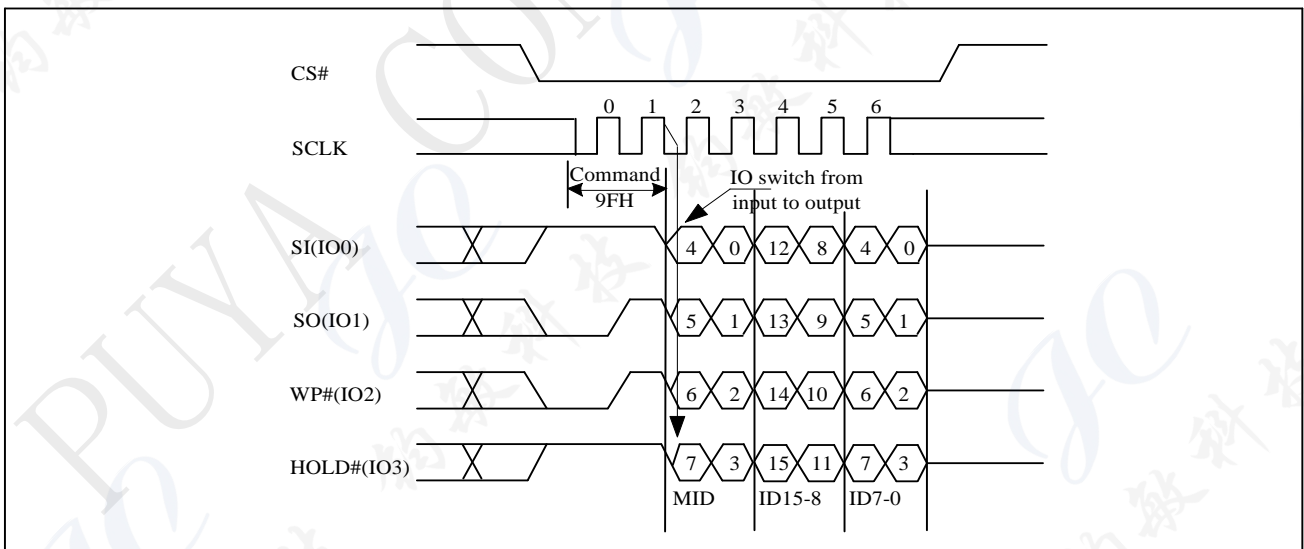 PUYA CON
CS#
0 1 2 3 4 5 6
SCLK
Command
9FH
IO switch from
input to output
SI(IO0) 4 0 12 8 4 0
SO(IO1) 5 1 13 9 5 1
WP#(IO2) 6 2 14 10 6 2
HOLD#(IO3) 7 3 15 11 7 3
MID ID15-8 ID7-0